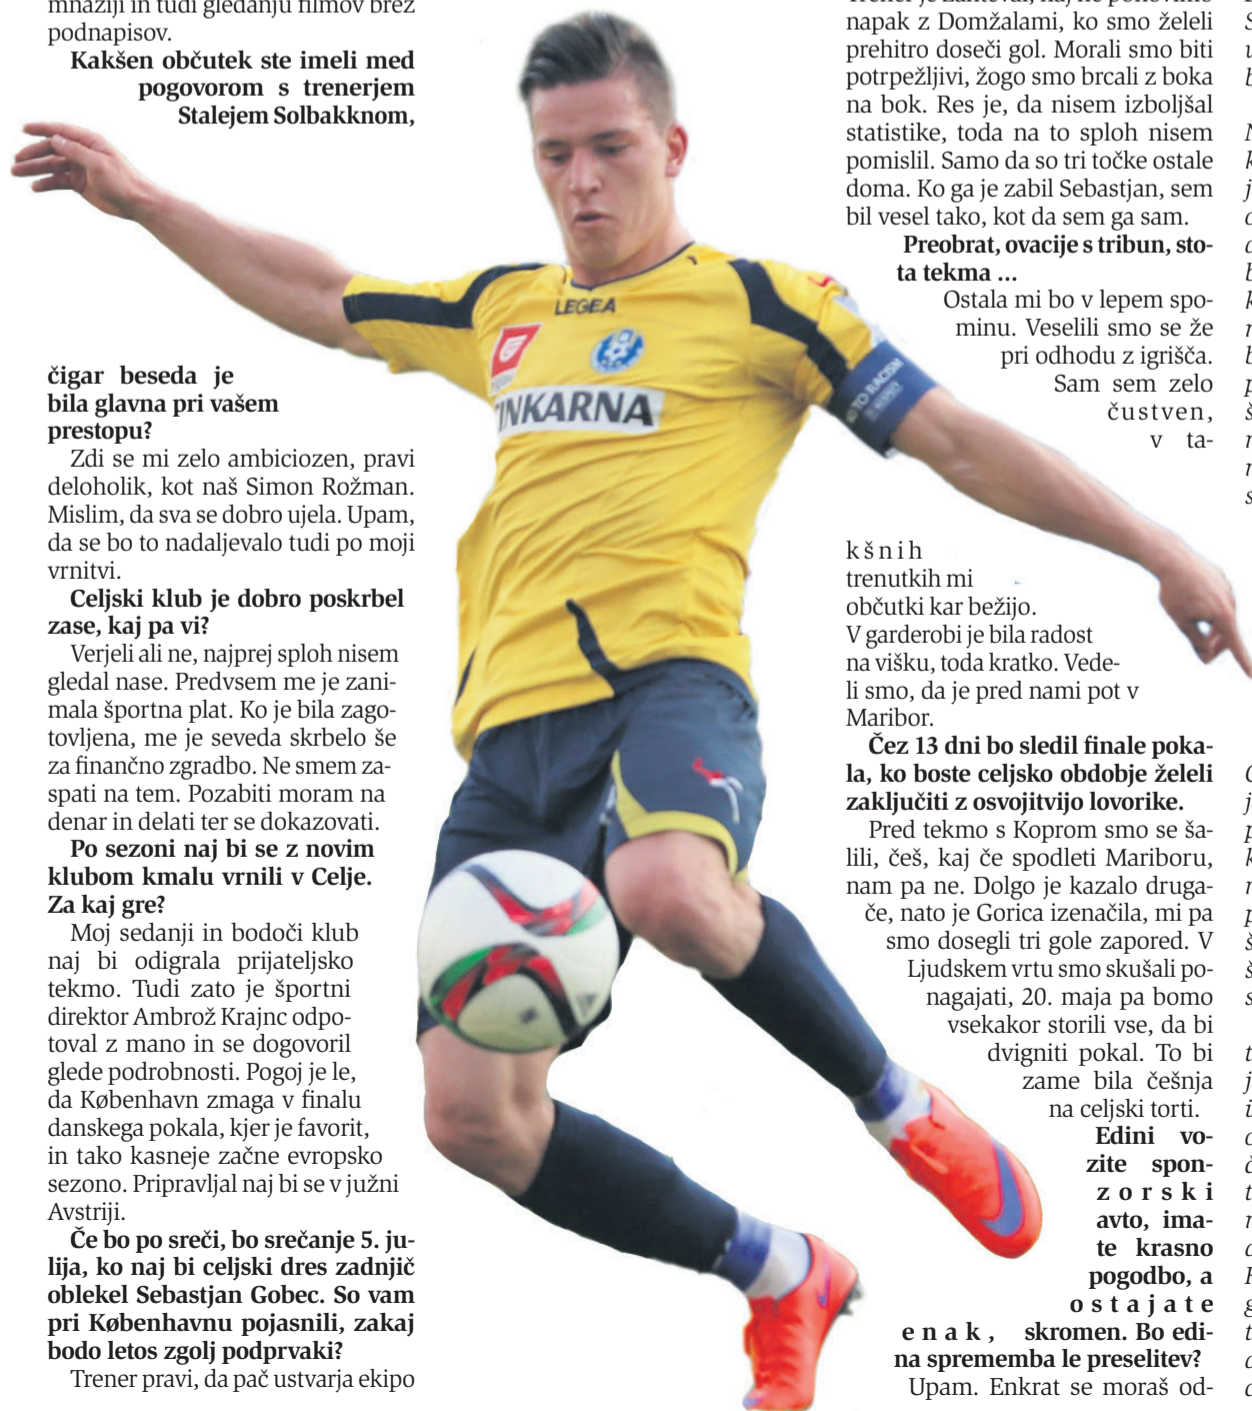 mnaziji in tudi gledanju filmov brez
podnapisov.
Kakšen občutek ste imeli med
pogovorom s trenerjem
Stalejem Solbakknom,
čigar beseda je
bila glavna pri vašem
prestopu?
Zdi se mi zelo ambiciozen, pravi
deloholik, kot naš Simon Rožman.
Mislim, da sva se dobro ujela. Upam,
da se bo to nadaljevalo tudi po moji
vrnitvi.
Celjski klub je dobro poskrbel
zase, kaj pa vi?
Verjeli ali ne, najprej sploh nisem
gledal nase. Predvsem me je zani-
mala športna plat. Ko je bila zago-
tovljena, me je seveda skrbelo še
za finančno zgradbo. Ne smem za-
spati na tem. Pozabiti moram na
denar in delati ter se dokazovati.
Po sezoni naj bi se z novim
klubom kmalu vrnili v Celje.
Za kaj gre?
Moj sedanji in bodoči klub
naj bi odigrala prijateljsko
tekmo. Tudi zato je športni
direktor Ambrož Krajnc odpo-
toval z mano in se dogovoril
glede podrobnosti. Pogoj je le,
da København zmaga v finalu
danskega pokala, kjer je favorit,
in tako kasneje začne evropsko
sezono. Pripravljal naj bi se v južni
Avstriji.
Če bo po sreči, bo srečanje 5. ju-
lija, ko naj bi celjski dres zadnjič
oblekel Sebastjan Gobec. So vam
pri Københavnu pojasnili, zakaj
bodo letos zgolj podprvaki?
Trener pravi, da pač ustvarja ekipo
LEGEA
INKARNA
TO RACISM
napak z Domžalami, ko smo želeli
prehitro doseči gol. Morali smo biti
potrpežljivi, žogo smo brcali z boka
na bok. Res je, da nisem izboljšal
statistike, toda na to sploh nisem
pomislil. Samo da so tri točke ostale
doma. Ko ga je zabil Sebastjan, sem
bil vesel tako, kot da sem ga sam.
Preobrat, ovacije s tribun, sto-
ta tekma ...
Ostala mi bo v lepem spo-
minu. Veselili smo se že
pri odhodu z igrišča.
Sam sem zelo
čustven,
v ta-
kšnih
trenutkih mi
občutki kar bežijo.
V garderobi je bila radost
na višku, toda kratko. Vede-
li smo, da je pred nami pot v
Maribor.
Čez 13 dni bo sledil finale poka-
la, ko boste celjsko obdobje želeli
zaključiti z osvojitvijo lovorike.
Pred tekmo s Koprom smo se ša-
lili, češ, kaj če spodleti Mariboru,
nam pa ne. Dolgo je kazalo druga-
če, nato je Gorica izenačila, mi pa
smo dosegli tri gole zapored. V
Ljudskem vrtu smo skušali po-
nagajati, 20. maja pa bomo
vsekakor storili vse, da bi
dvigniti pokal. To bi
zame bila češnja
na celjski torti.
Edini vo-
zite spon-
zorski
avto, ima-
te krasno
pogodbo, a
ostajate
enak, skromen. Bo edi-
na sprememba le preselitev?
Upam. Enkrat se moraš od-